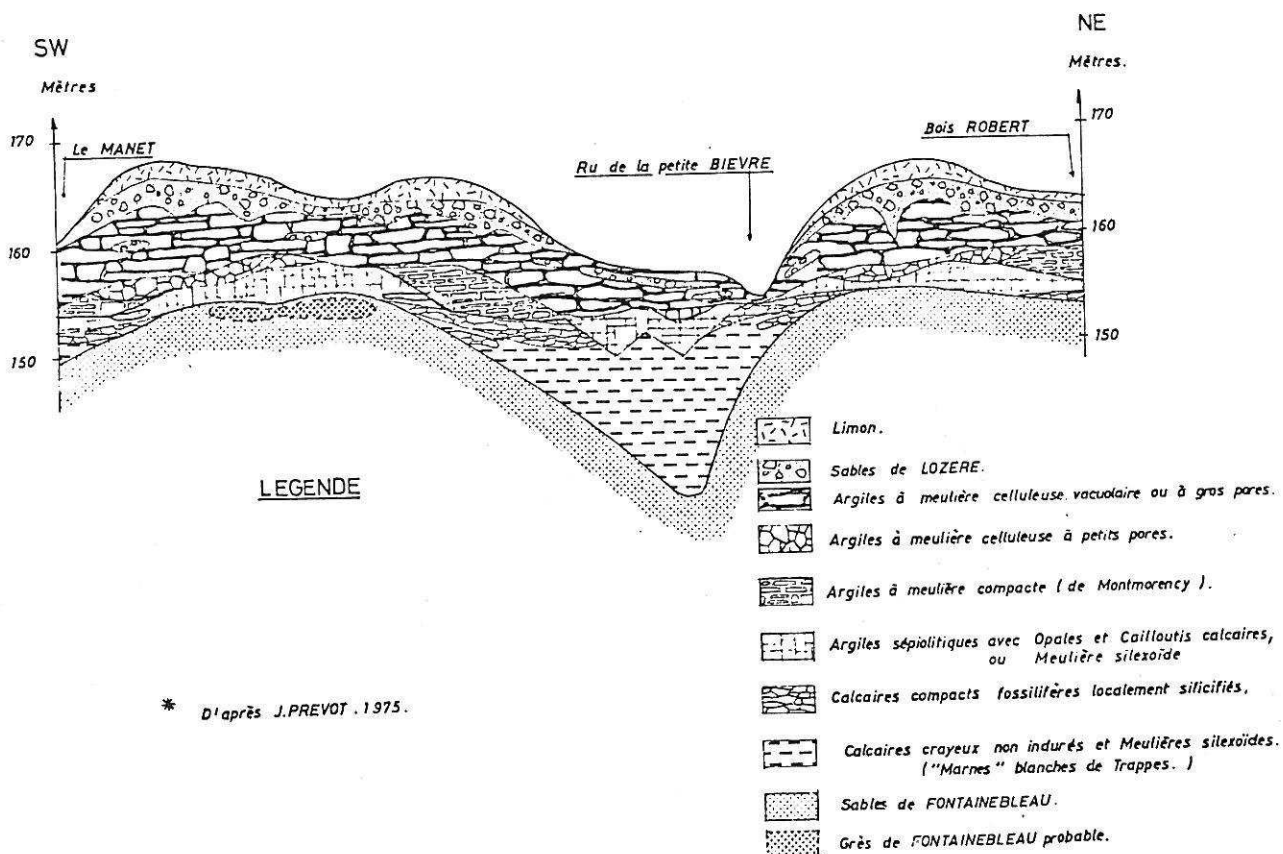 SW
NE
Mètres
Mètres.
170
170
Le MANET
Bois ROBERT
Ru de la petite BIEVRE
160
160
150
150
LEGENDE
Limon.
Sables de LOZERE.
Argiles à meulière celluleuse vacuolaire ou à gros pores.
Argiles à meulière celluleuse à petits pores.
Argiles à meulière compacte (de Montmorency).
Argiles sépiolitiques avec Opales et Cailloutis calcaires,
ou Meulière silexoïde
Calcaires compacts fossilifères localement silicifiés,
Calcaires crayeux non indurés et Meulières silexoïdes.
("Marnes" blanches de Trappes.)
Sables de FONTAINEBLEAU.
Grès de FONTAINEBLEAU probable.
* D'après J.PREVOT.1975.